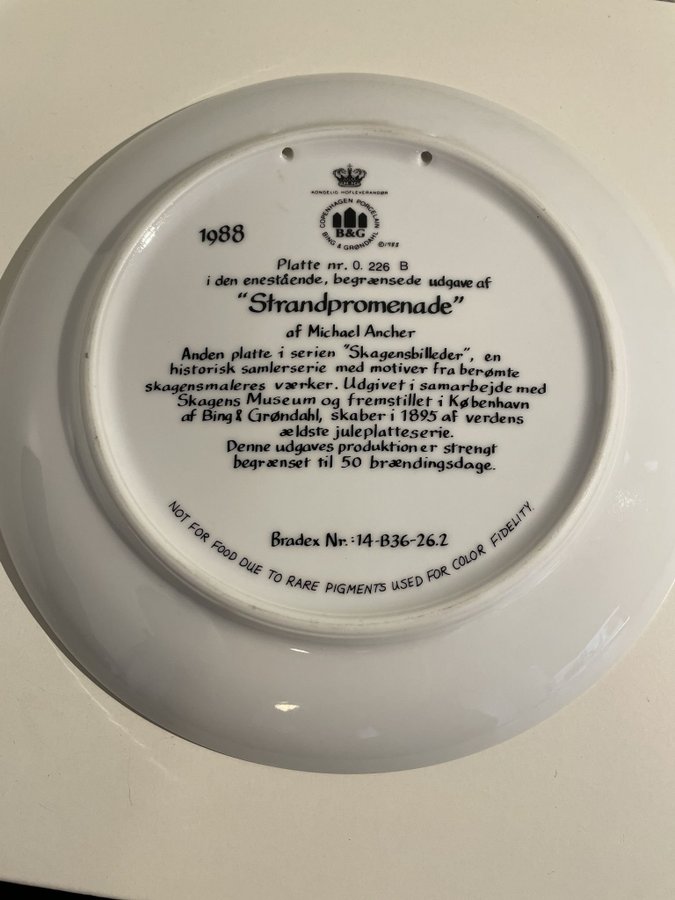 KONGELIG HOFLEVERANDØR
COPENHAGEN PORCELAIN
B&G
BING & GRØNDAHL
©1988
1988
Platte nr. 0. 226 B
i den enestående, begrænsede udgave af
"Strandpromenade"
af Michael Ancher
Anden platte i serien "Skagensbilleder", en
historisk samlerserie med motiver fra berømte
skagensmaleres værker. Udgivet i samarbejde med
Skagens Museum og fremstillet i København
af Bing & Grøndahl, skaber i 1895 af verdens
ældste juleplatteserie.
Denne udgaves produktion er strengt
begrænset til 50 brændingsdage.
Bradex Nr.: 14-B36-26.2
NOT FOR FOOD DUE TO RARE PIGMENTS USED FOR COLOR FIDELITY.